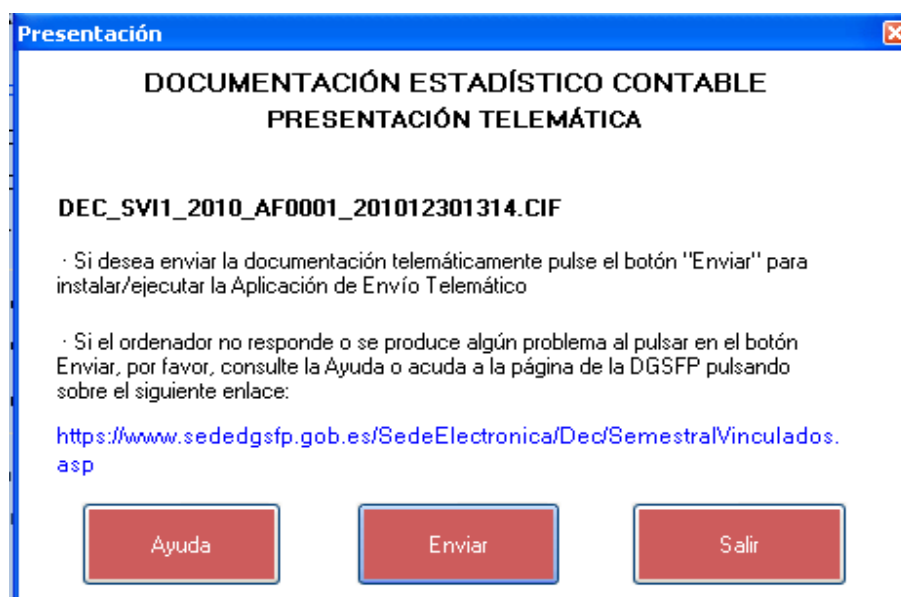 Presentación
DOCUMENTACIÓN ESTADÍSTICO CONTABLE
PRESENTACIÓN TELEMÁTICA
DEC_SVI1_2010_AF0001_201012301314.CIF
· Si desea enviar la documentación telemáticamente pulse el botón "Enviar" para
instalar/ejecutar la Aplicación de Envío Telemático
· Si el ordenador no responde o se produce algún problema al pulsar en el botón
Enviar, por favor, consulte la Ayuda o acuda a la página de la DGSFP pulsando
sobre el siguiente enlace:
https://www.sededgsfp.gob.es/SedeElectronica/Dec/SemestralVinculados.
asp
Ayuda
Enviar
Salir